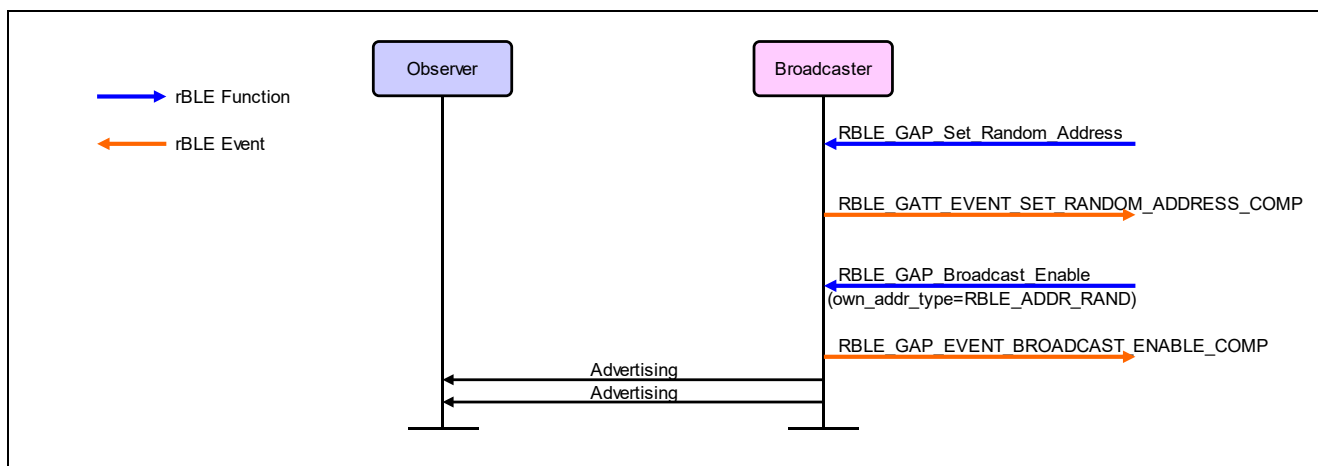 Observer
Broadcaster
rBLE Function
rBLE Event
RBLE_GAP_Set_Random_Address
RBLE_GATT_EVENT_SET_RANDOM_ADDRESS_COMP
RBLE_GAP_Broadcast_Enable
(own_addr_type=RBLE_ADDR_RAND)
RBLE_GAP_EVENT_BROADCAST_ENABLE_COMP
Advertising
Advertising